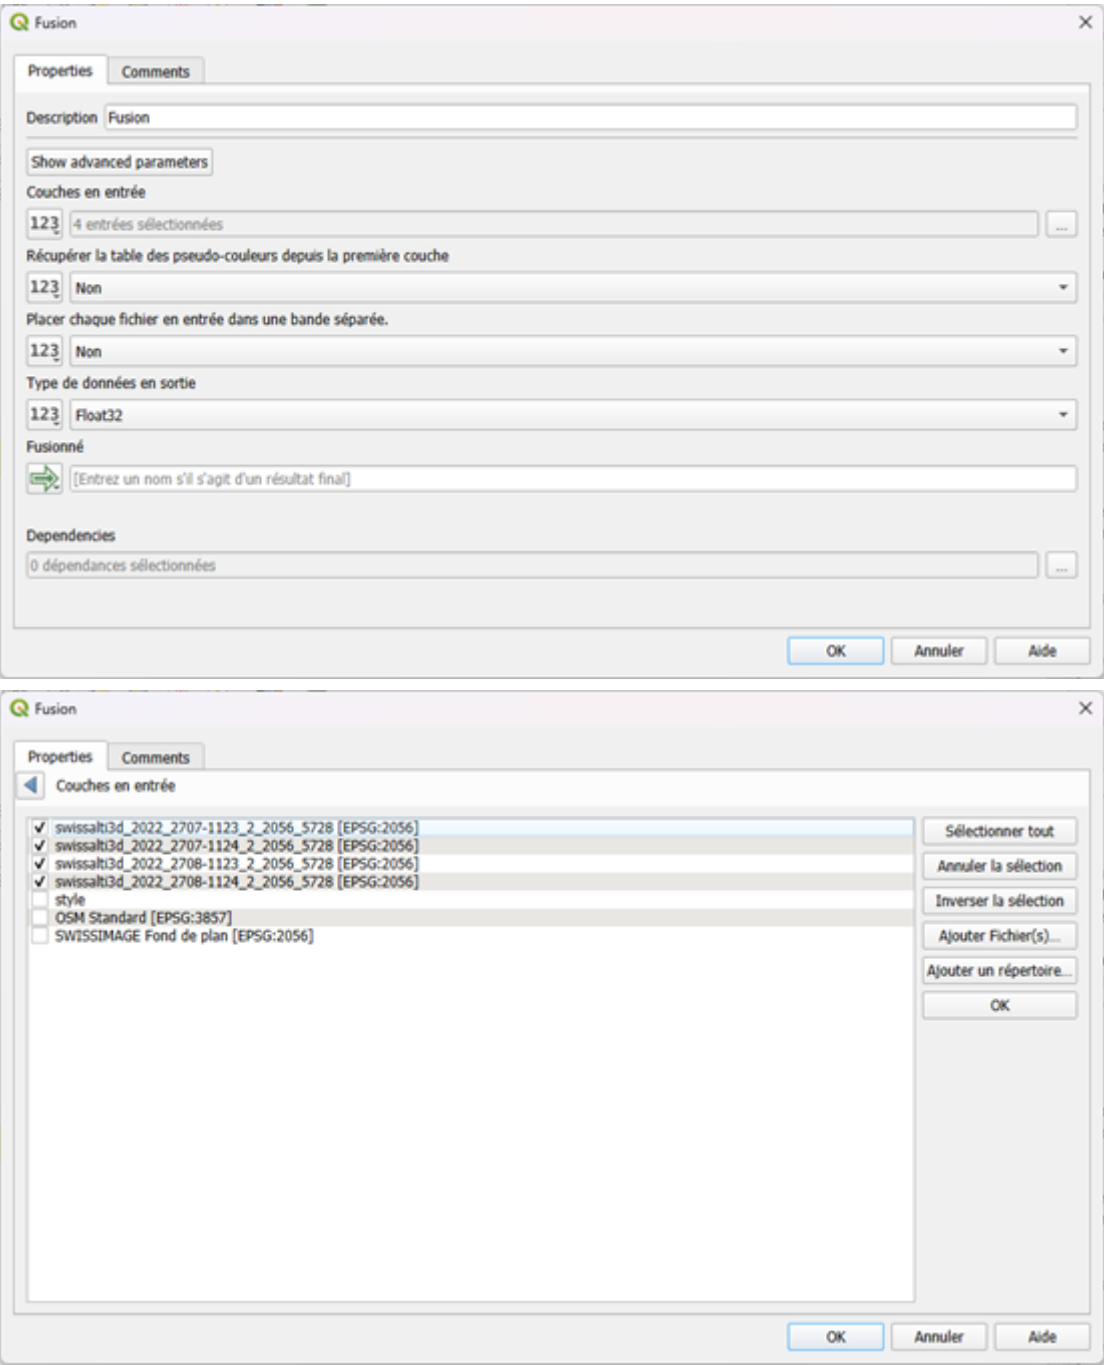 Fusion
Properties Comments
Description Fusion
Show advanced parameters
Couches en entrée
123 4 entrées sélectionnées ...
Récupérer la table des pseudo-couleurs depuis la première couche
123 Non
Placer chaque fichier en entrée dans une bande séparée.
123 Non
Type de données en sortie
123 Float32
Fusionné
[Entrez un nom s'il s'agit d'un résultat final]
Dependencies
0 dépendances sélectionnées ...
OK Annuler Aide
Fusion
Properties Comments
Couches en entrée
swissalti3d_2022_2707-1123_2_2056_5728 [EPSG:2056]
swissalti3d_2022_2707-1124_2_2056_5728 [EPSG:2056]
swissalti3d_2022_2708-1123_2_2056_5728 [EPSG:2056]
swissalti3d_2022_2708-1124_2_2056_5728 [EPSG:2056]
style
OSM Standard [EPSG:3857]
SWISSIMAGE Fond de plan [EPSG:2056]
Sélectionner tout
Annuler la sélection
Inverser la sélection
Ajouter Fichier(s)...
Ajouter un répertoire...
OK
OK Annuler Aide